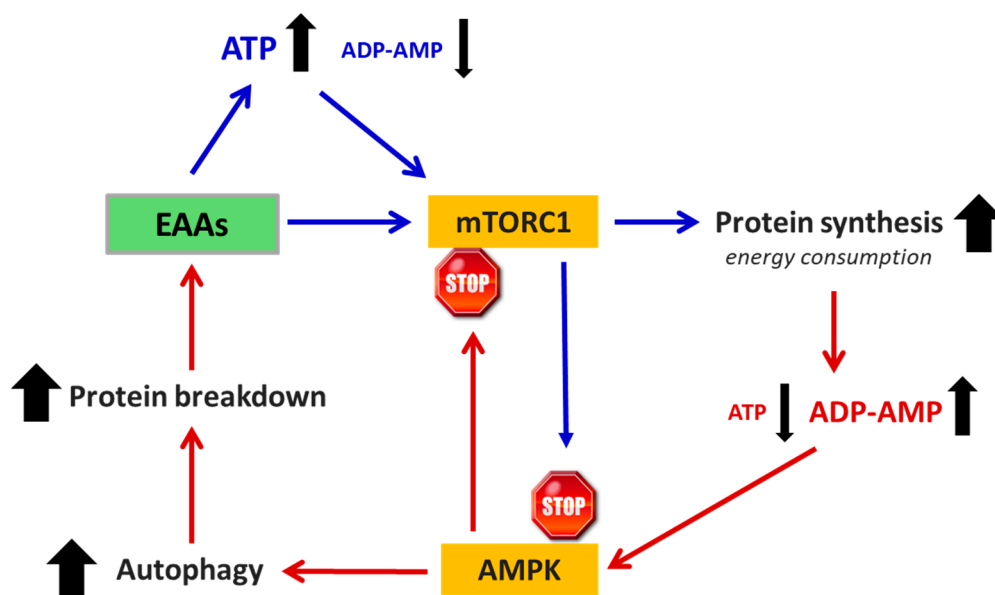 ATP
ADP-AMP
EAAs
mTORC1
Protein synthesis
energy consumption
STOP
Protein breakdown
ATP
ADP-AMP
STOP
Autophagy
AMPK